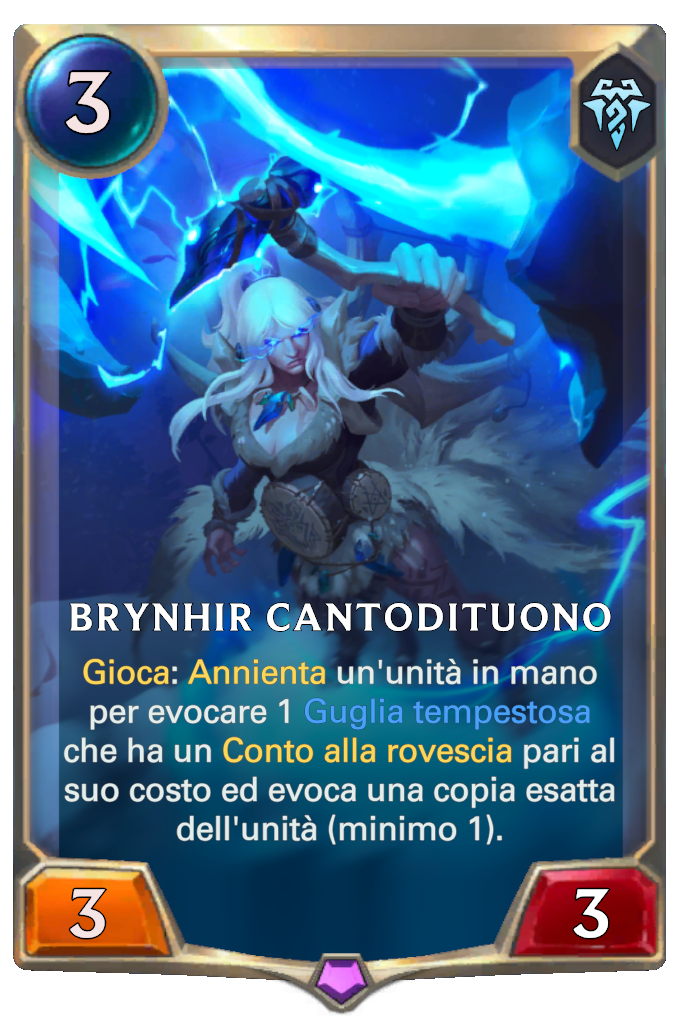 3
BRYNHIR CANTODITUONO
Gioca: Annienta un'unità in mano
per evocare 1 Guglia tempestosa
che ha un Conto alla rovescia pari al
suo costo ed evoca una copia esatta
dell'unità (minimo 1).
3 3